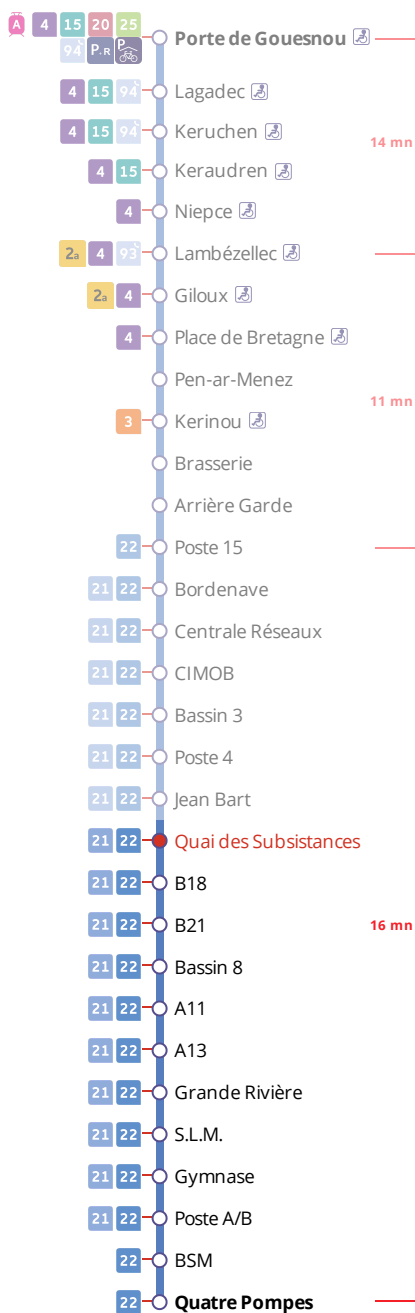 A 4 15 20 25
94 P.R P
Porte de Gouesnou
4 15 94 Lagadec
4 15 94 Keruchen
14 mn
4 15 Keraudren
4 Niepce
2a 4 93 Lambézellec
2a 4 Giloux
4 Place de Bretagne
Pen-ar-Menez
11 mn
3 Kerinou
Brasserie
Arrière Garde
22 Poste 15
21 22 Bordenave
21 22 Centrale Réseaux
21 22 CIMOB
21 22 Bassin 3
21 22 Poste 4
21 22 Jean Bart
21 22 Quai des Subsistances
21 22 B18
21 22 B21
16 mn
21 22 Bassin 8
21 22 A11
21 22 A13
21 22 Grande Rivière
21 22 S.L.M.
21 22 Gymnase
21 22 Poste A/B
22 BSM
22 Quatre Pompes